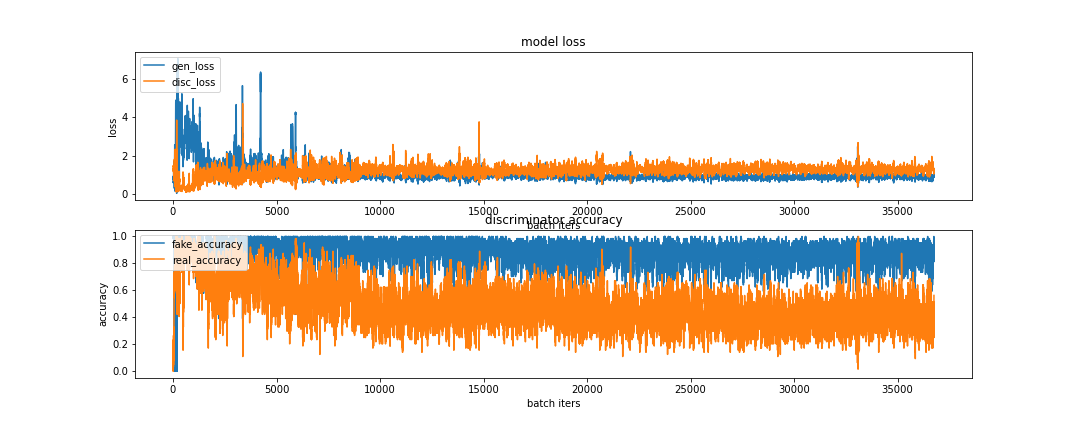 model loss
gen_loss
disc_loss
loss
6
4
2
0
0 5000 10000 15000 20000 25000 30000 35000
batch iters
discriminator accuracy
fake_accuracy
real_accuracy
accuracy
1.0
0.8
0.6
0.4
0.2
0.0
0 5000 10000 15000 20000 25000 30000 35000
batch iters